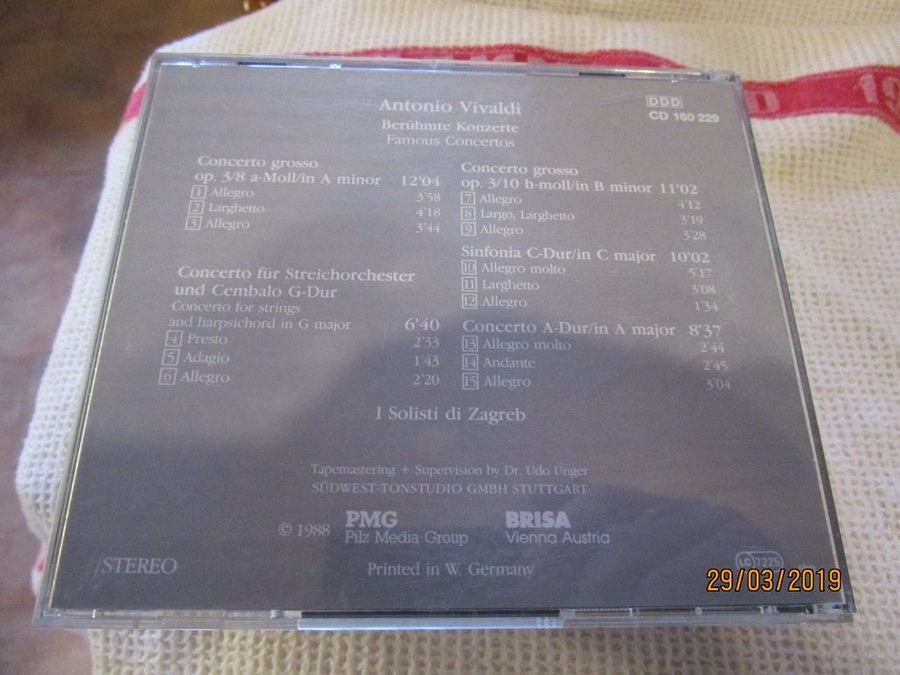 Antonio Vivaldi
Berühmte Konzerte
Famous Concertos
DDD
CD 160 229
Concerto grosso
op. 3/8 a-Moll/in A minor 12'04
1 Allegro 3'58
2 Larghetto 4'18
3 Allegro 3'44
Concerto für Streichorchester
und Cembalo G-Dur
Concerto for strings
and harpsichord in G major 6'40
4 Presto 2'33
5 Adagio 1'43
6 Allegro 2'20
Concerto grosso
op. 3/10 h-moll/in B minor 11'02
7 Allegro 4'12
8 Largo, Larghetto 3'19
9 Allegro 3'28
Sinfonia C-Dur/in C major 10'02
10 Allegro molto 5'17
11 Larghetto 3'08
12 Allegro 1'34
Concerto A-Dur/in A major 8'37
13 Allegro molto 2'44
14 Andante 2'45
15 Allegro 3'04
I Solisti di Zagreb
Tapemastering + Supervision by Dr. Udo Unger
SÜDWEST-TONSTUDIO GMBH STUTTGART
© 1988 PMG
Pilz Media Group
BRISA
Vienna Austria
STEREO
Printed in W. Germany
LC 7225
29/03/2019